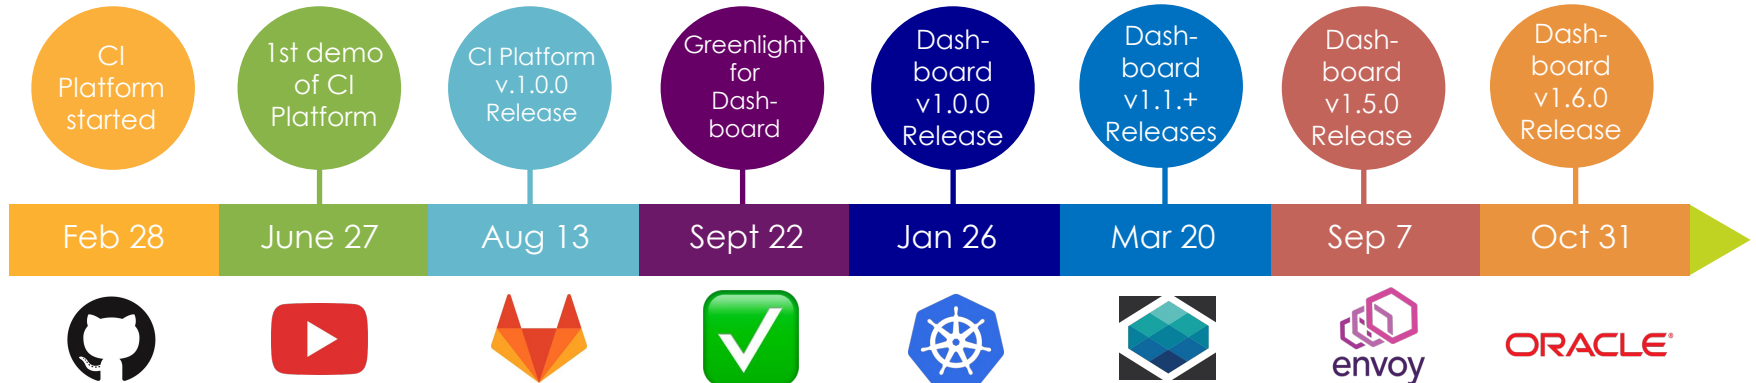 CI
Platform
started
1st demo
of CI
Platform
CI Platform
v.1.0.0
Release
Greenlight
for
Dash-
board
Dash-
board
v1.0.0
Release
Dash-
board
v1.1.+
Releases
Dash-
board
v1.5.0
Release
Dash-
board
v1.6.0
Release
Feb 28
June 27
Aug 13
Sept 22
Jan 26
Mar 20
Sep 7
Oct 31
envoy
ORACLE®